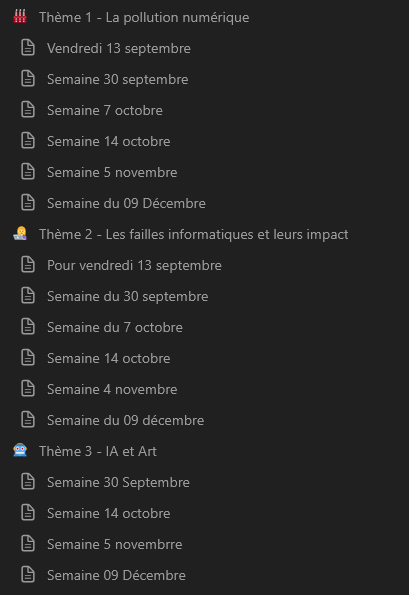 Thème 1 - La pollution numérique
Vendredi 13 septembre
Semaine 30 septembre
Semaine 7 octobre
Semaine 14 octobre
Semaine 5 novembre
Semaine du 09 Décembre
Thème 2 - Les failles informatiques et leurs impact
Pour vendredi 13 septembre
Semaine du 30 septembre
Semaine du 7 octobre
Semaine 14 octobre
Semaine 4 novembre
Semaine du 09 décembre
Thème 3 - IA et Art
Semaine 30 Septembre
Semaine 14 octobre
Semaine 5 novembrre
Semaine 09 Décembre